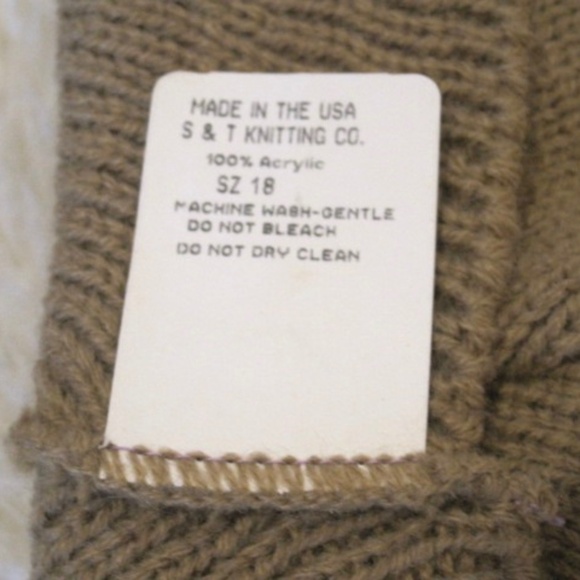 MADE IN THE USA
S & T KNITTING CO.
100% Acrylic
SZ 18
MACHINE WASH-GENTLE
DO NOT BLEACH
DO NOT DRY CLEAN